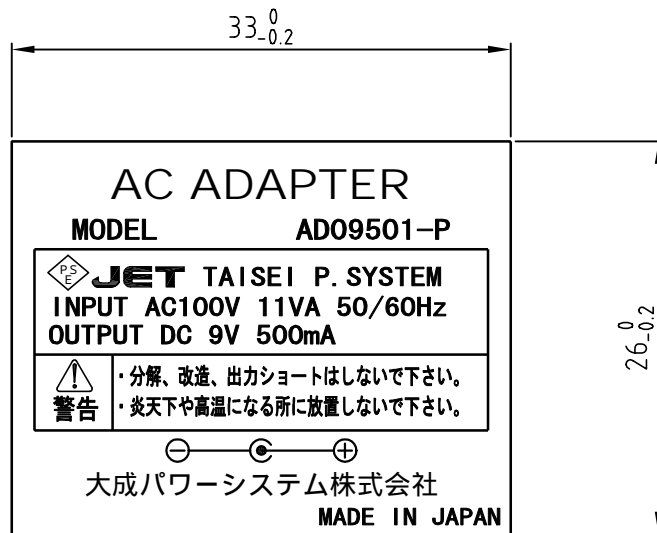 33 0 -0.2
AC ADAPTER
MODEL AD09501-P
PS E JET TAISEI P. SYSTEM
INPUT AC100V 11VA 50/60Hz
OUTPUT DC 9V 500mA
・分解、改造、出力ショートはしないで下さい。
警告 ・炎天下や高温になる所に放置しないで下さい。
大成パワーシステム株式会社
MADE IN JAPAN
26 0 -0.2